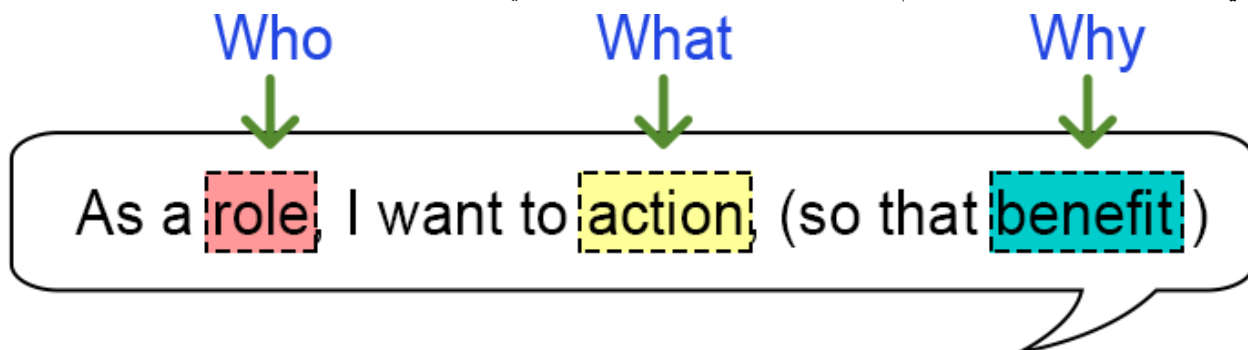 Who What Why
As a role, I want to action, (so that benefit )